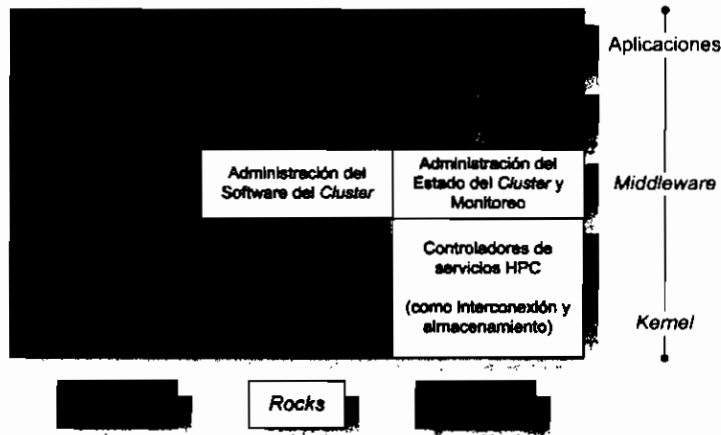 Aplicaciones
Administración del
Software del Cluster
Administración del
Estado del Cluster y
Monitoreo
Middleware
Controladores de
servicios HPC
(como interconexión y
almacenamiento)
Kernel
Rocks